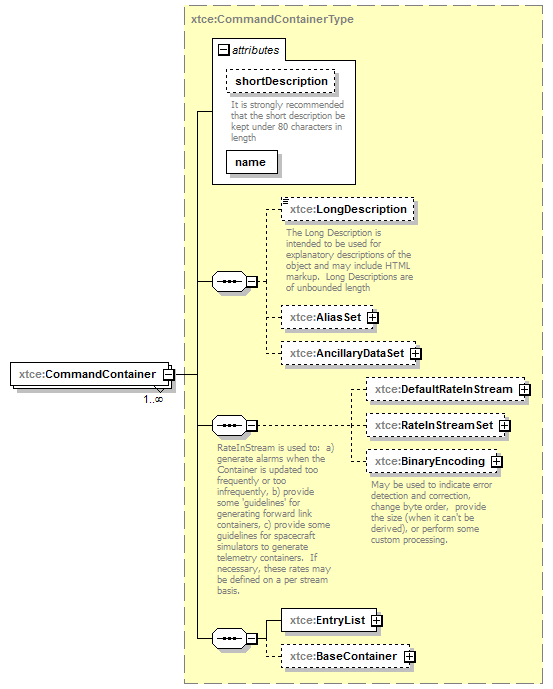 xtce:CommandContainerType
attributes
shortDescription
It is strongly recommended
that the short description be
kept under 80 characters in
length
name
xtce:LongDescription
The Long Description is
intended to be used for
explanatory descriptions of the
object and may include HTML
markup.  Long Descriptions are
of unbounded length
xtce:AliasSet
xtce:AncillaryDataSet
xtce:CommandContainer
1..∞
xtce:DefaultRateInStream
xtce:RateInStreamSet
xtce:BinaryEncoding
RateInStream is used to:  a)
generate alarms when the
Container is updated too
frequently or too
infrequently, b) provide
some 'guidelines' for
generating forward link
containers, c) provide some
guidelines for spacecraft
simulators to generate
telemetry containers.  If
necessary, these rates may
be defined on a per stream
basis.
May be used to indicate error
detection and correction,
change byte order,  provide
the size (when it can't be
derived), or perform some
custom processing.
xtce:EntryList
xtce:BaseContainer